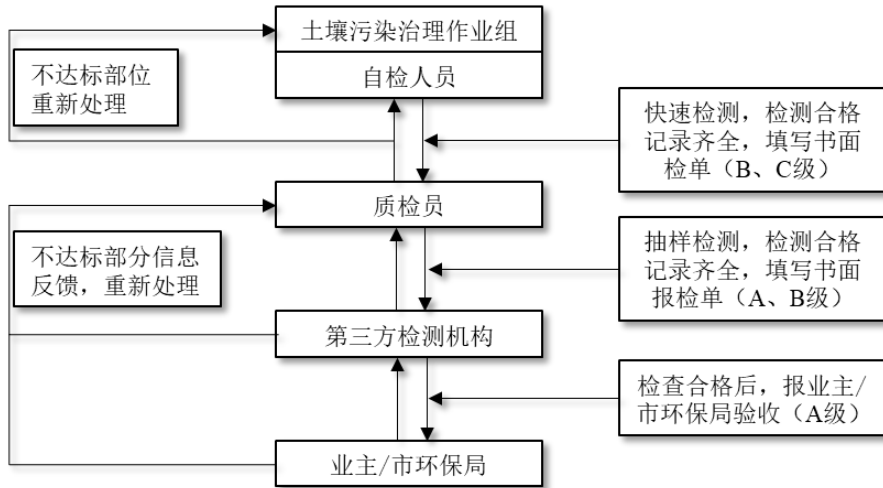 土壤污染治理作业组
自检人员
不达标部位
重新处理
快速检测，检测合格
记录齐全，填写书面
检单（B、C级）
质检员
不达标部分信息
反馈，重新处理
抽样检测，检测合格
记录齐全，填写书面
报检单（A、B级）
第三方检测机构
检查合格后，报业主/
市环保局验收（A级）
业主/市环保局